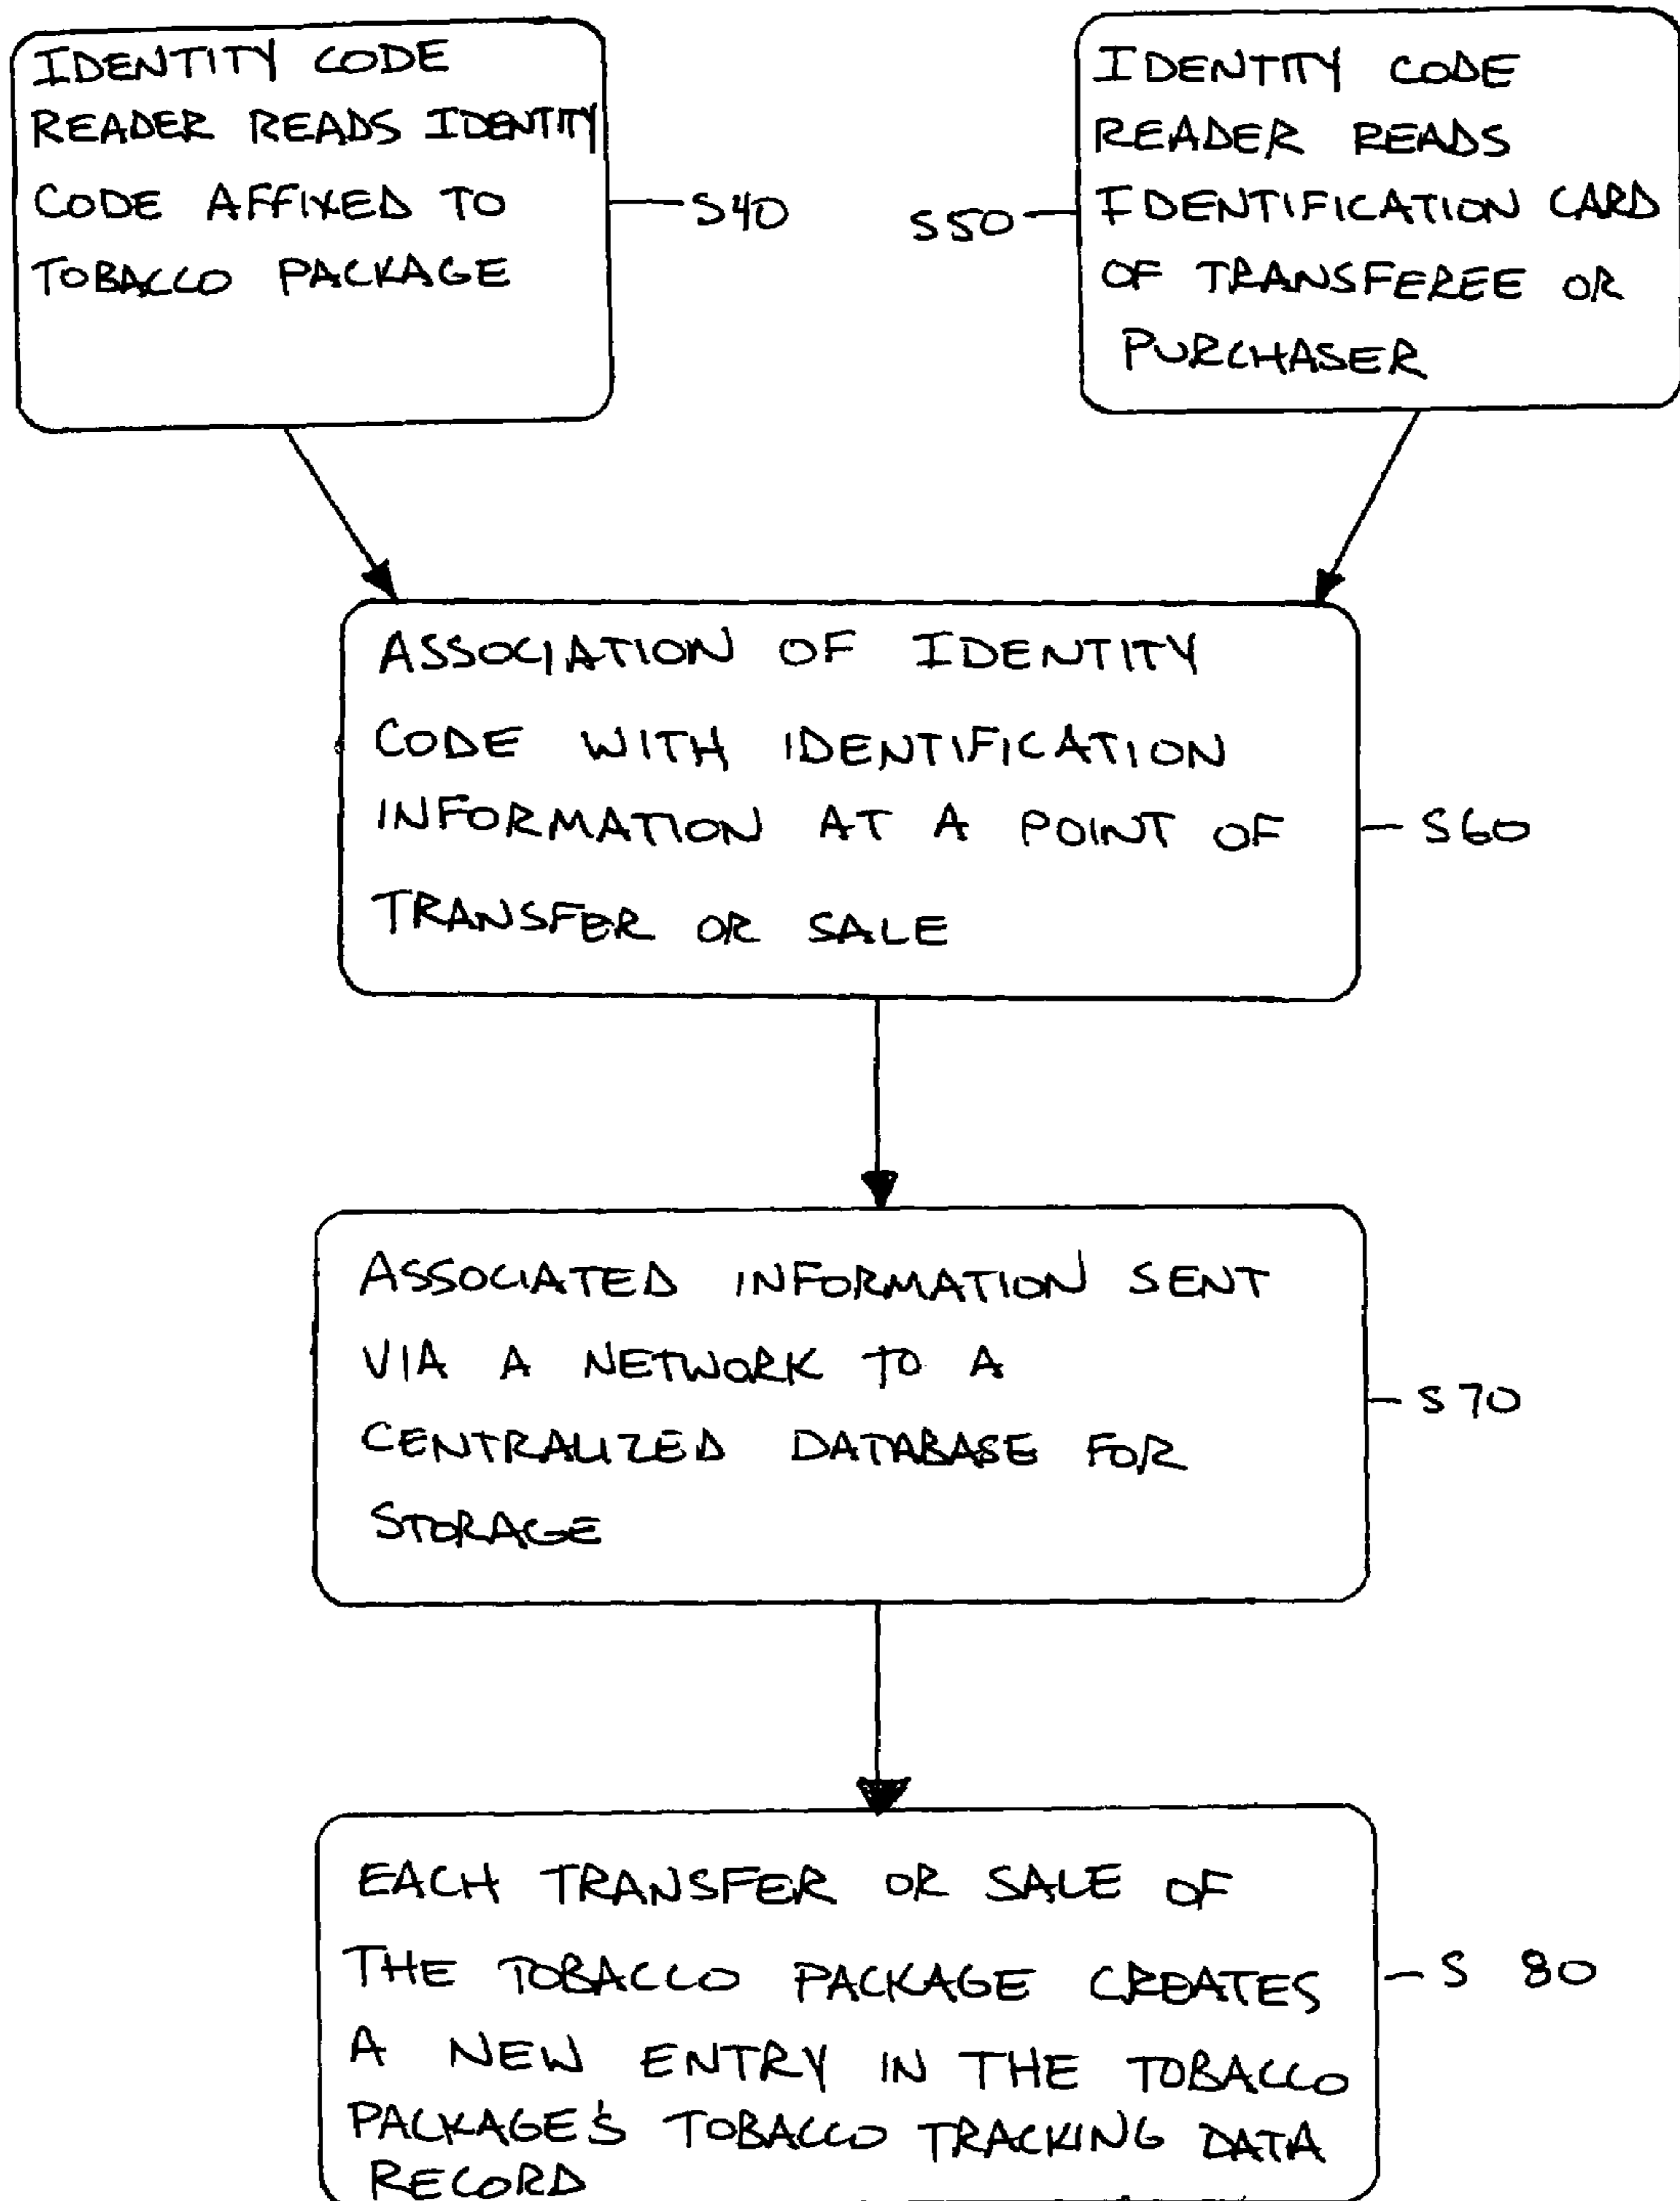 IDENTITY CODE
READER READS IDENTITY
CODE AFFIXED TO
TOBACCO PACKAGE
S40
IDENTITY CODE
READER READS
IDENTIFICATION CARD
OF TRANSFEREE OR
PURCHASER
S50
ASSOCIATION OF IDENTITY
CODE WITH IDENTIFICATION
INFORMATION AT A POINT OF
TRANSFER OR SALE
S60
ASSOCIATED INFORMATION SENT
VIA A NETWORK TO A
CENTRALIZED DATABASE FOR
STORAGE
S70
EACH TRANSFER OR SALE OF
THE TOBACCO PACKAGE CREATES
A NEW ENTRY IN THE TOBACCO
PACKAGE'S TOBACCO TRACKING DATA
RECORD
S 80